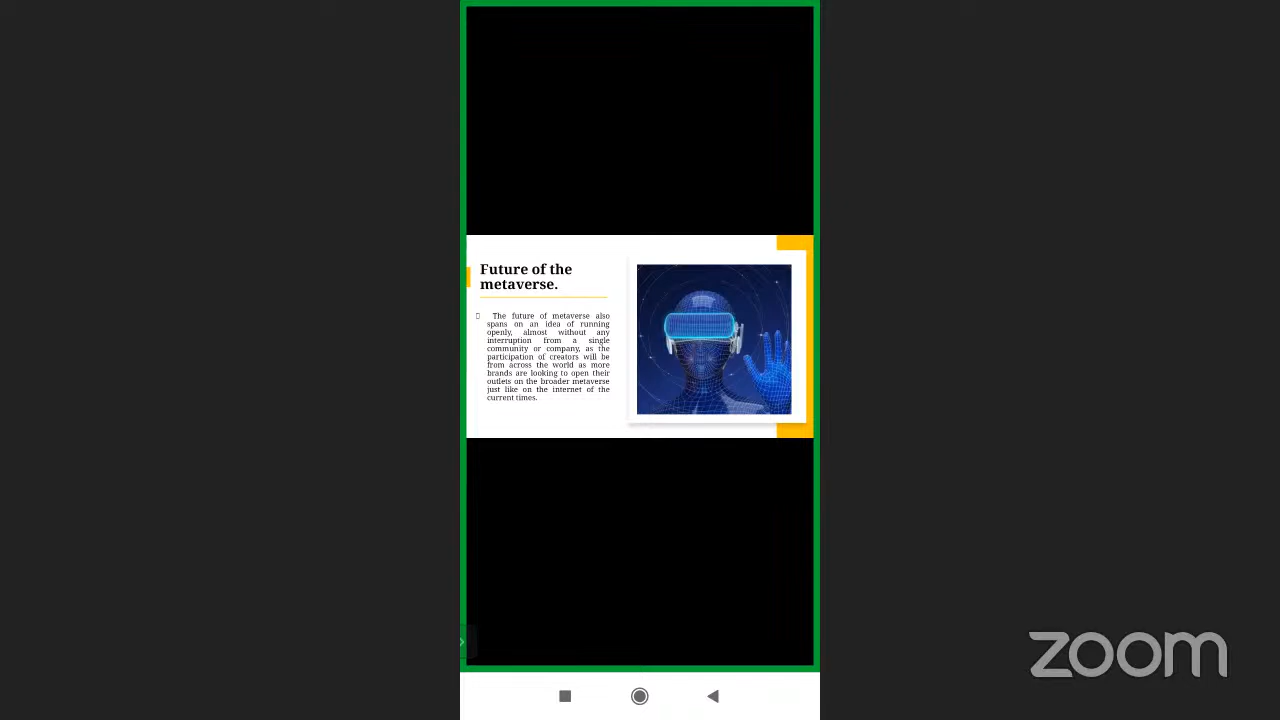 Future of the
metaverse.
The future of metaverse also
spans on an idea of running
openly, almost without any
interruption from a single
community or company, as the
participation of creators will be
from across the world as more
brands are looking to open their
outlets on the broader metaverse
just like on the internet of the
current times.
zoom